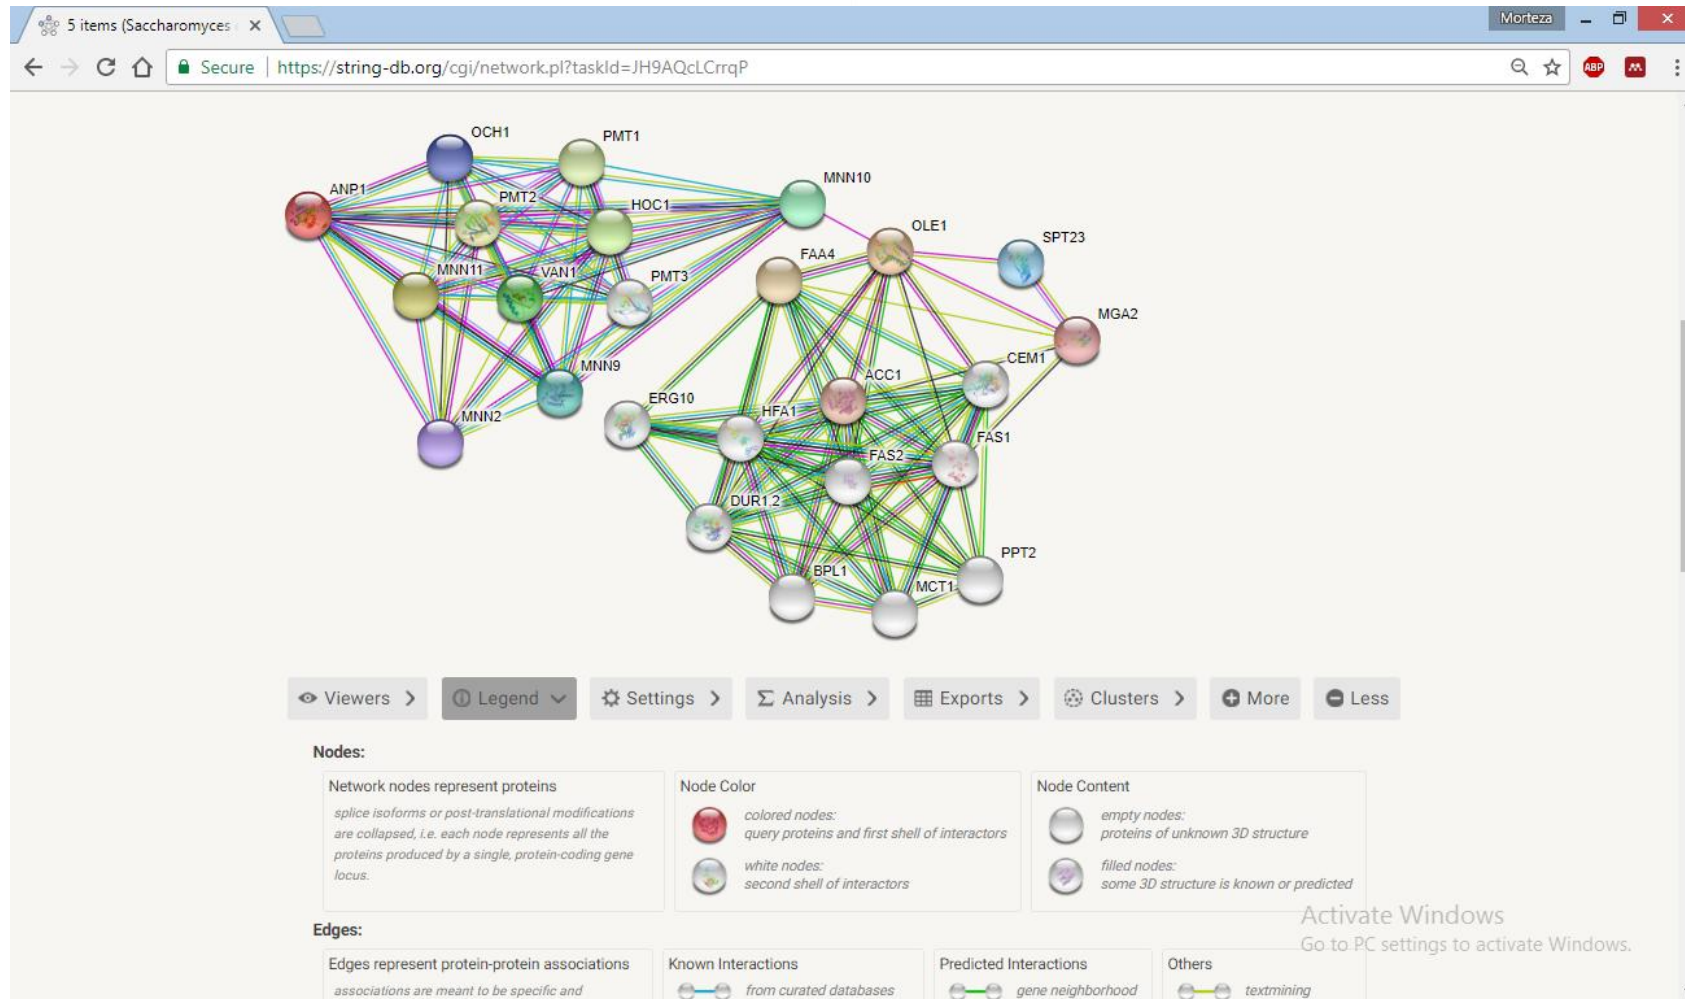 5 items (Saccharomyces
Morteza
Secure | https://string-db.org/cgi/network.pl?taskId=JH9AQcLCrrqP
ABP
OCH1
PMT1
MNN10
ANP1
PMT2
HOC1
OLE1
SPT23
FAA4
MNN11
VAN1
PMT3
MGA2
CEM1
MNN9
ACC1
ERG10
HFA1
MNN2
FAS1
FAS2
DUR1,2
PPT2
BPL1
MCT1
Viewers
Legend
Settings
Analysis
Exports
Clusters
More
Less
Nodes:
Network nodes represent proteins
splice isoforms or post-translational modifications
are collapsed, i.e. each node represents all the
proteins produced by a single, protein-coding gene
locus.
Node Color
colored nodes:
query proteins and first shell of interactors
white nodes:
second shell of interactors
Node Content
empty nodes:
proteins of unknown 3D structure
filled nodes:
some 3D structure is known or predicted
Activate Windows
Go to PC settings to activate Windows.
Edges:
Edges represent protein-protein associations
associations are meant to be specific and
Known Interactions
from curated databases
Predicted Interactions
gene neighborhood
Others
textmining